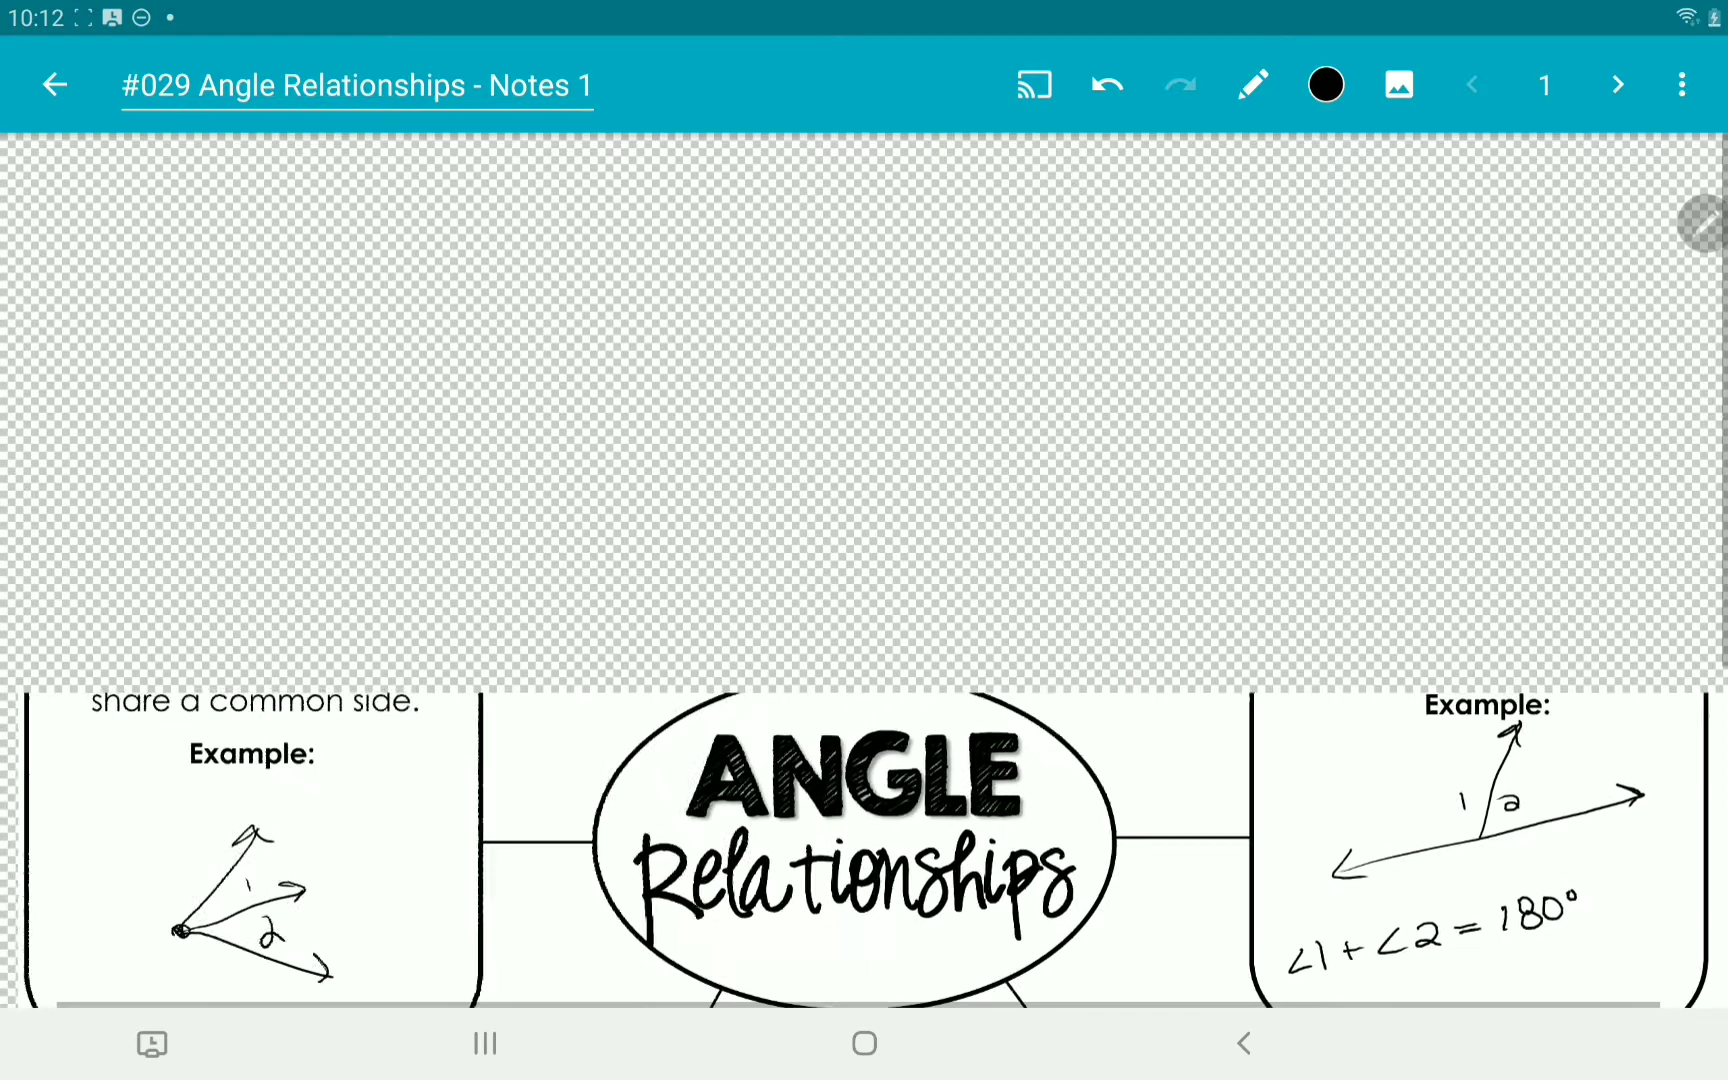 10:12
#029 Angle Relationships - Notes 1
1
share a common side.
Example:
1
2
ANGLE
Relationships
Example:
1 2
∠1 + ∠2 = 180°